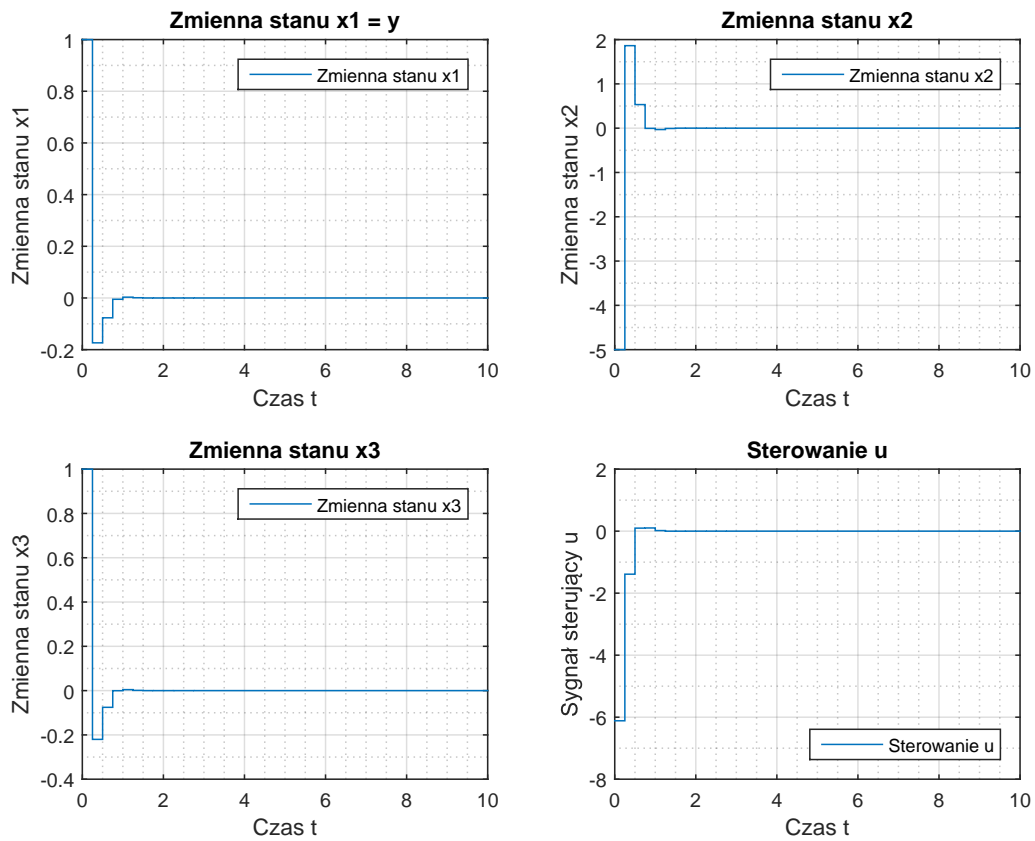 Zmienna stanu x1 = y
Zmienna stanu x1
1
0.8
0.6
0.4
0.2
0
-0.2
Zmienna stanu x1
0 2 4 6 8 10
Czas t
Zmienna stanu x2
Zmienna stanu x2
2
1
0
-1
-2
-3
-4
-5
Zmienna stanu x2
0 2 4 6 8 10
Czas t
Zmienna stanu x3
Zmienna stanu x3
1
0.8
0.6
0.4
0.2
0
-0.2
-0.4
Zmienna stanu x3
0 2 4 6 8 10
Czas t
Sterowanie u
Sygnał sterujący u
2
0
-2
-4
-6
-8
Sterowanie u
0 2 4 6 8 10
Czas t